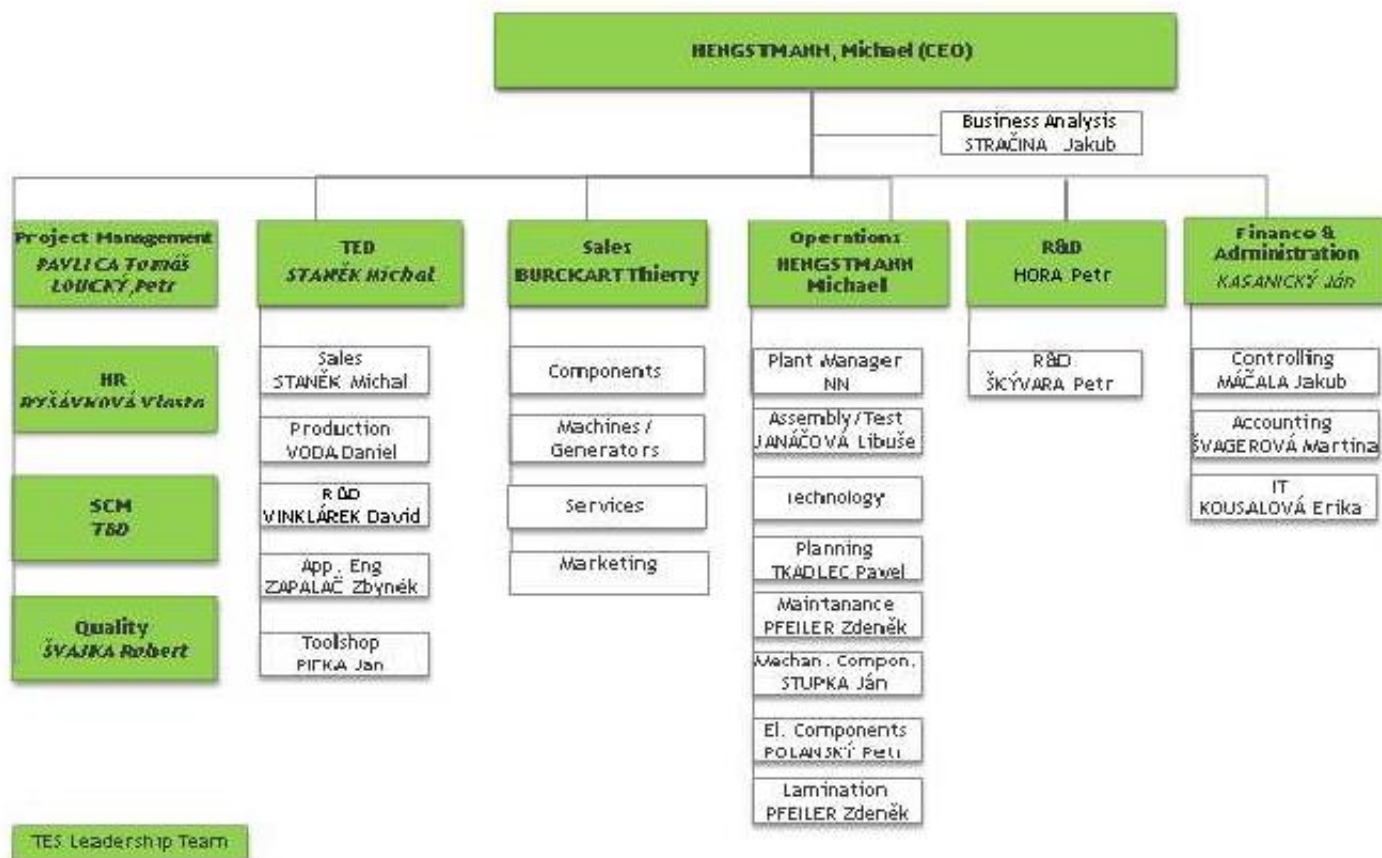 HENGSTMANN, Michael (CEO)
Business Analysis
STRAČINA Jakub
Project Management
PAVLICA Tomáš
LOUCKÝ, Petr
HR
RYŠÁVKOVÁ Vlasta
SCM
TBD
Quality
ŠVAJKA Robert
TED
STANĚK Michal
Sales
STANĚK Michal
Production
VODA Daniel
R&D
VINKLÁREK David
App. Eng
ZAPALAČ Zbyněk
Toolshop
Jan
Sales
BURCKART Thierry
Components
Machines /
Generators
Services
Marketing
Operations
HENGSTMANN
Michael
Plant Manager
NN
Assembly/Test
JANÁČOVÁ Libuše
Technology
Planning
TKADLEC Pavel
Maintanance
PFEILER Zdeněk
Mechan. Compon.
STUPKA Ján
El. Components
POLANSKÝ Petr
Lamination
PFEILER Zdeněk
R&D
HORA Petr
R&D
ŠKÝVARA Petr
Finance &
Administration
KASANICKÝ Ján
Controlling
MÁČALA Jakub
Accounting
ŠVAGEROVÁ Martina
IT
KOUSALOVÁ Erika
TES Leadership Team